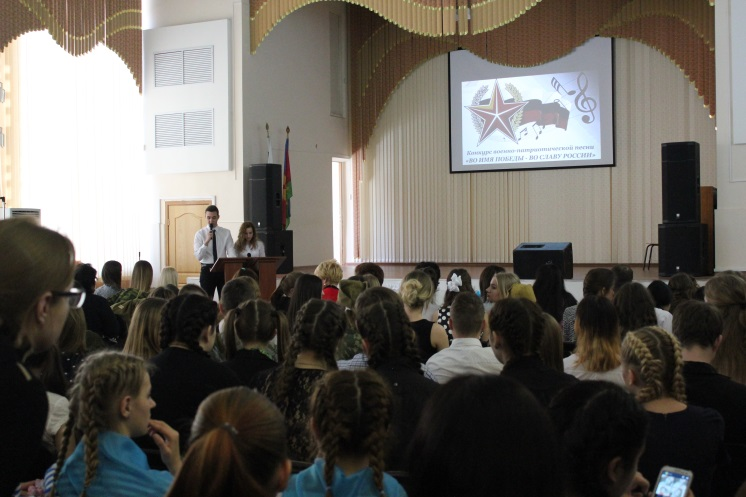 Конкурс военно-патриотической песни
«ВО ИМЯ ПОБЕДЫ - ВО СЛАВУ РОССИИ»